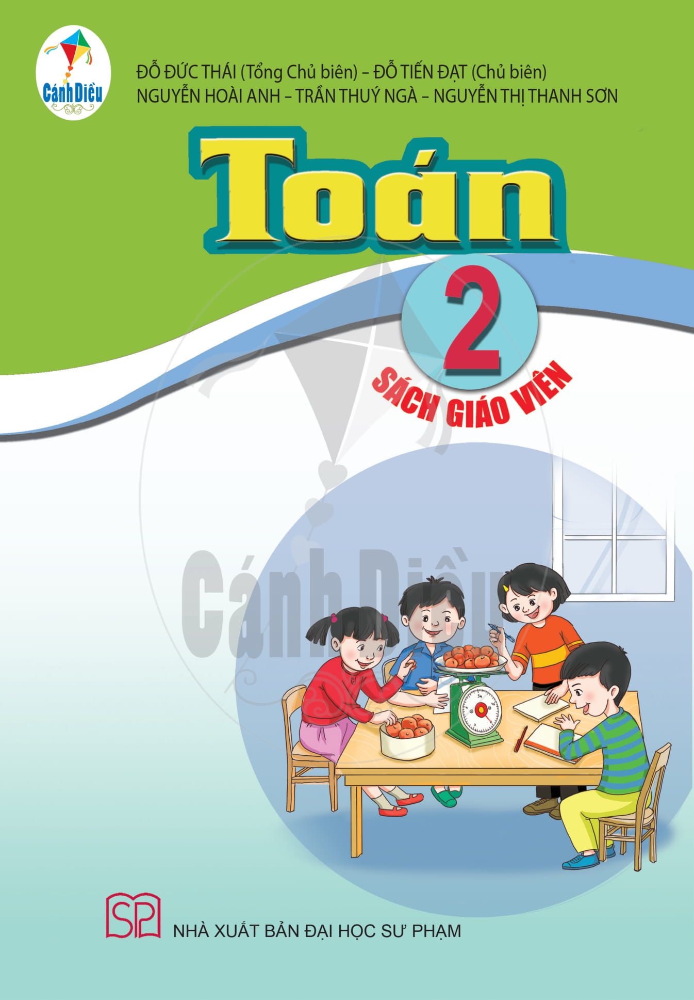 Cánh Diều
ĐỖ ĐỨC THÁI (Tổng Chủ biên) – ĐỖ TIẾN ĐẠT (Chủ biên)
NGUYỄN HOÀI ANH – TRẦN THUÝ NGÀ – NGUYỄN THỊ THANH SƠN
Toán
2
SÁCH GIÁO VIÊN
Cánh Diều
SP
NHÀ XUẤT BẢN ĐẠI HỌC SƯ PHẠM